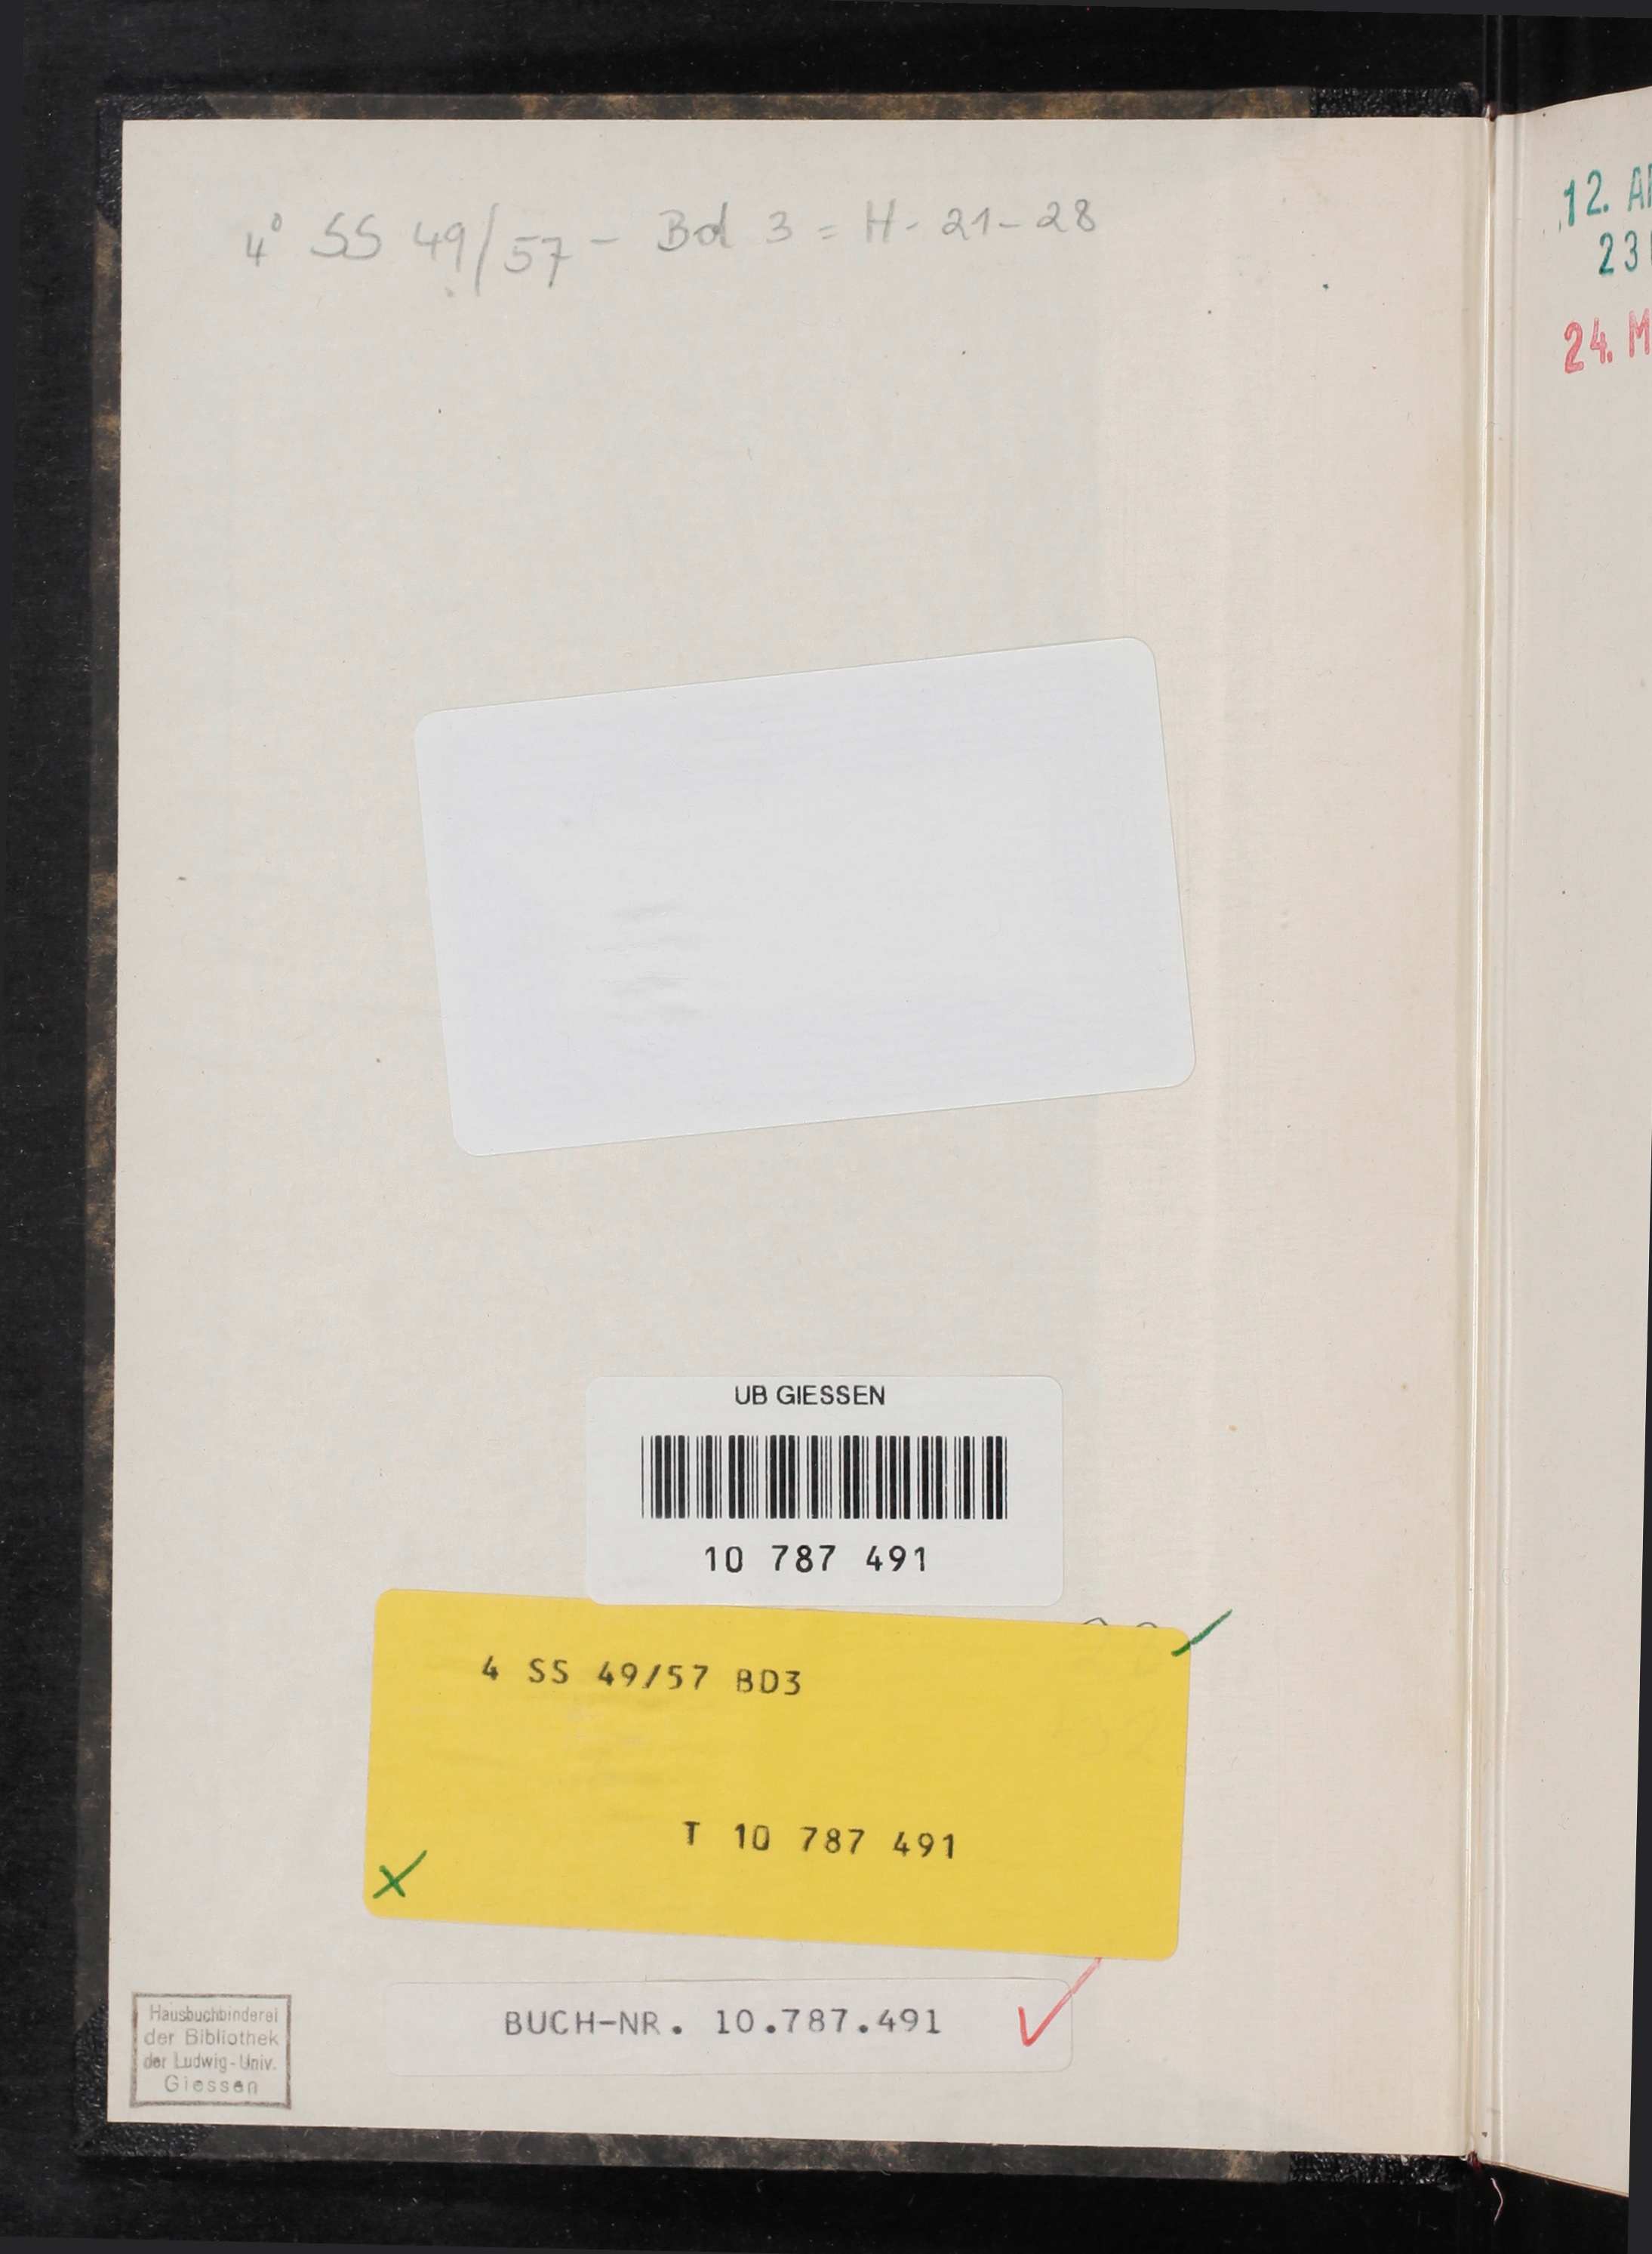 4° SS 49/57 - Bd 3 = H. 21-28
UB GIESSEN
10 787 491
4 SS 49/57 BD3
T 10 787 491
BUCH-NR. 10.787.491
Hausbuchbinderei
der Bibliothek
der Ludwig-Univ.
Giessen
12.
23
24. M